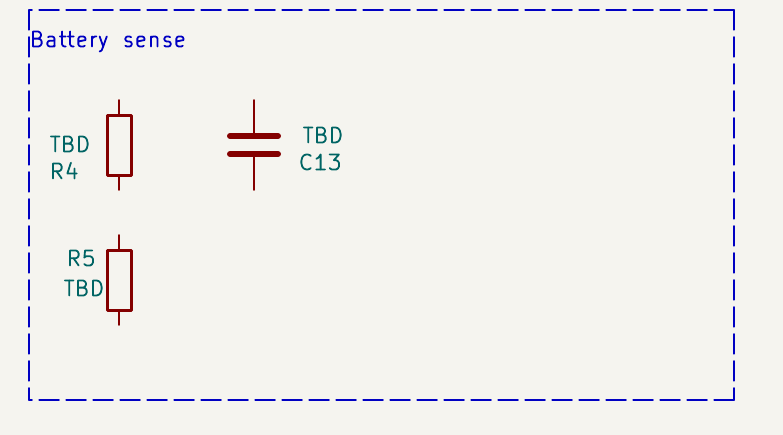 Battery sense
TBD
R4
TBD
C13
R5
TBD